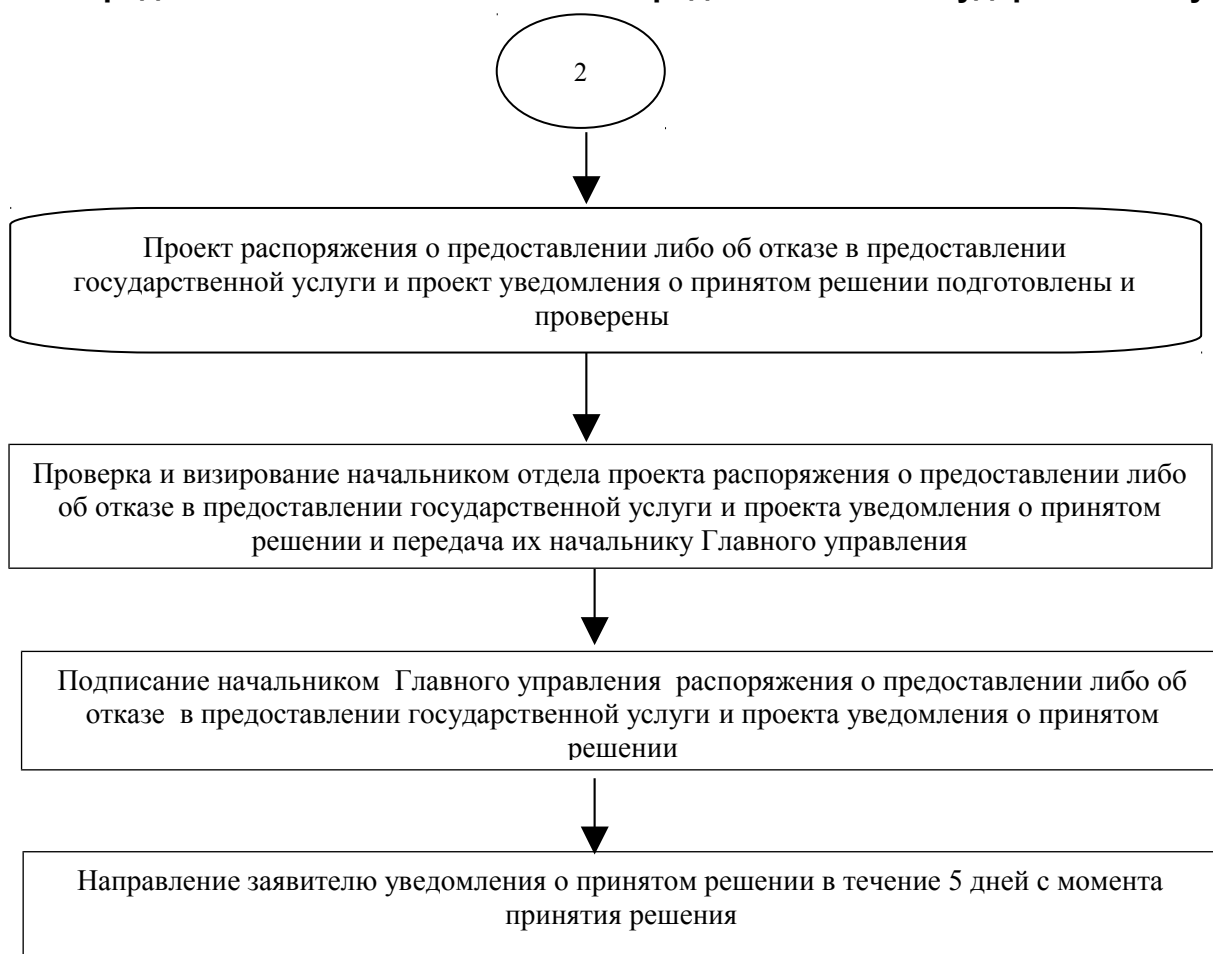 2
Проект распоряжения о предоставлении либо об отказе в предоставлении
государственной услуги и проект уведомления о принятом решении подготовлены и
проверены
Проверка и визирование начальником отдела проекта распоряжения о предоставлении либо
об отказе в предоставлении государственной услуги и проекта уведомления о принятом
решении и передача их начальнику Главного управления
Подписание начальником Главного управления распоряжения о предоставлении либо об
отказе в предоставлении государственной услуги и проекта уведомления о принятом
решении
Направление заявителю уведомления о принятом решении в течение 5 дней с момента
принятия решения